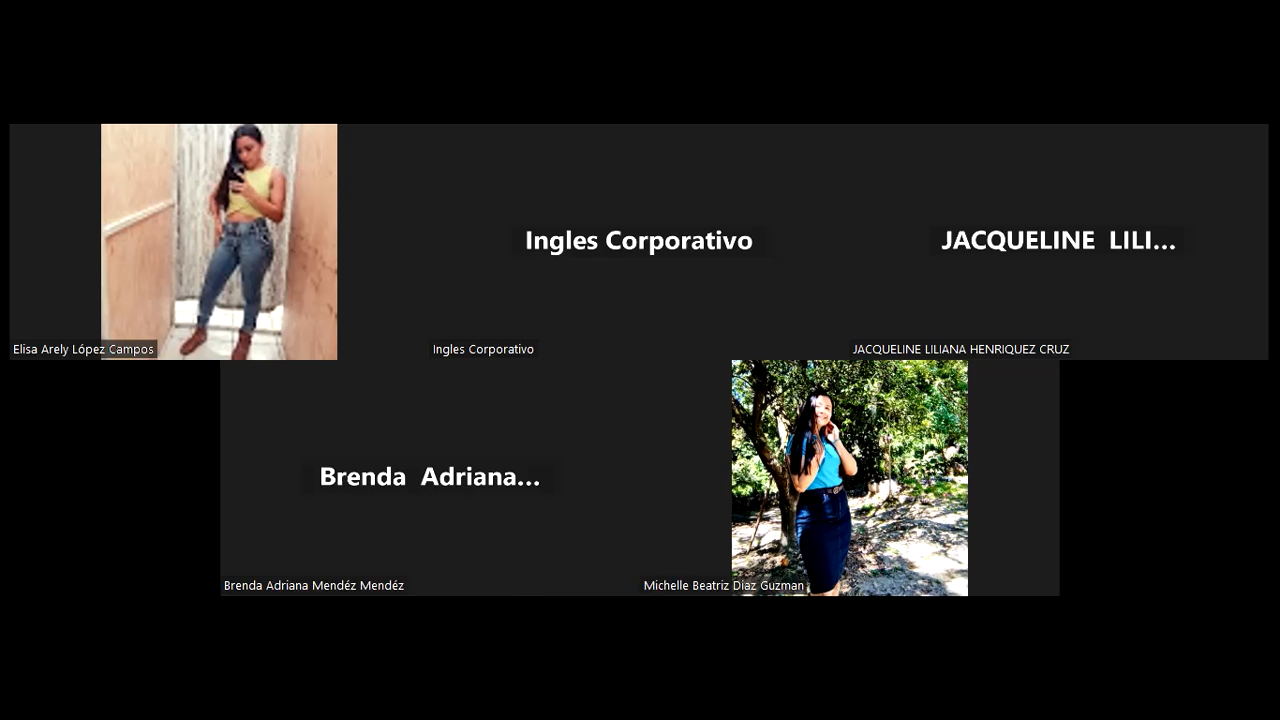 Ingles Corporativo
JACQUELINE LILI...
Elisa Arely López Campos
Ingles Corporativo
JACQUELINE LILIANA HENRIQUEZ CRUZ
Brenda Adriana...
Brenda Adriana Mendéz Mendéz
Michelle Beatriz Diaz Guzman